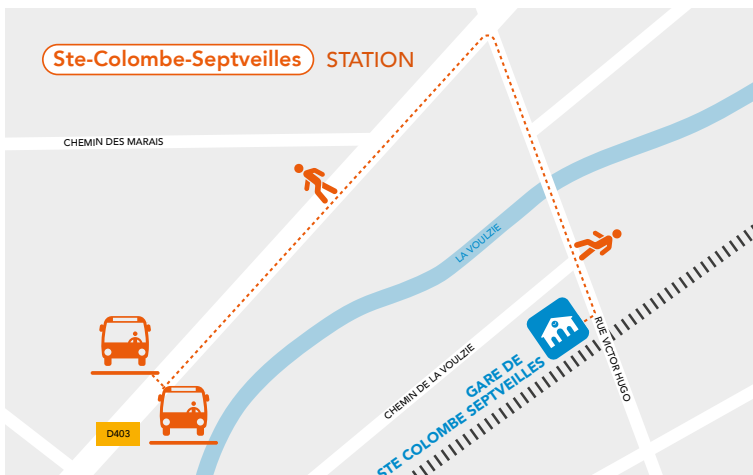 Ste-Colombe-Septveilles STATION
CHEMIN DES MARAIS
LA VOULZIE
RUE VICTOR HUGO
CHEMIN DE LA VOULZIE
GARE DE
STE COLOMBE SEPTVEILLES
D403